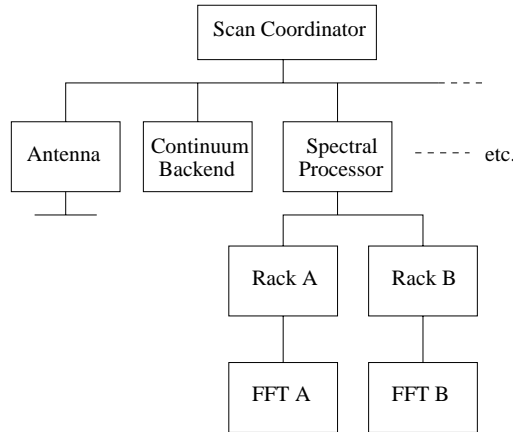 Scan Coordinator
Antenna
Continuum
Backend
Spectral
Processor
etc.
Rack A
Rack B
FFT A
FFT B